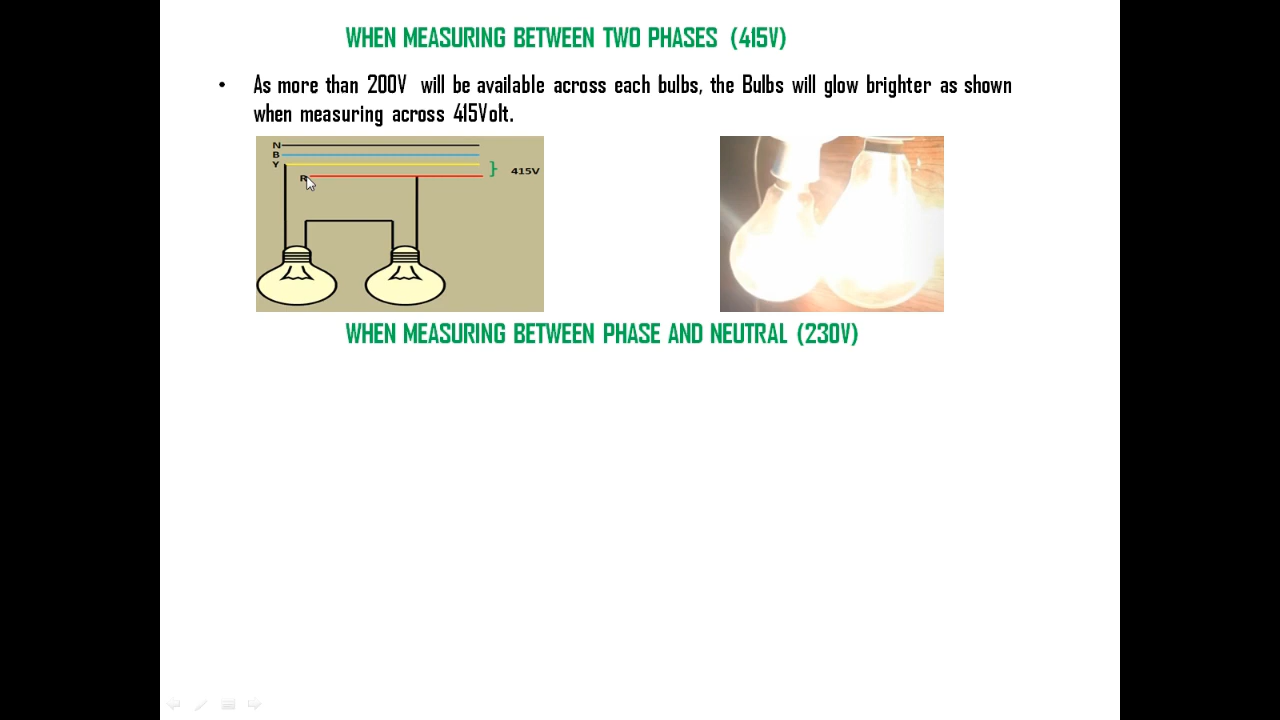 WHEN MEASURING BETWEEN TWO PHASES (415V)
• As more than 200V will be available across each bulbs, the Bulbs will glow brighter as shown
when measuring across 415Volt.
N
B
Y
R
415V
WHEN MEASURING BETWEEN PHASE AND NEUTRAL (230V)